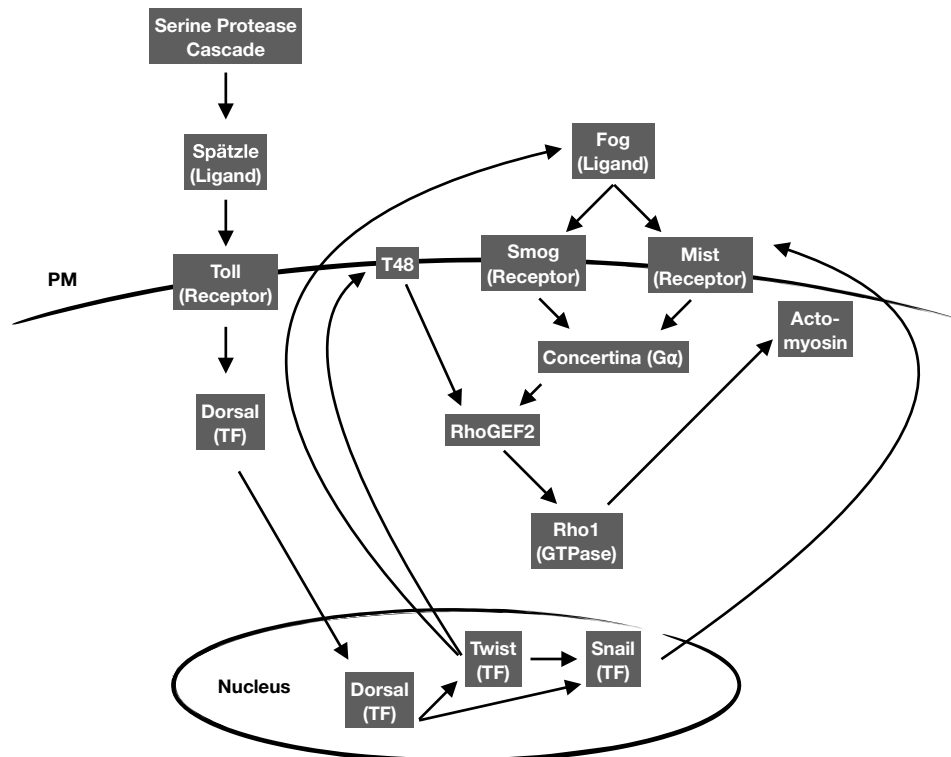 Serine Protease
Cascade
Spätzle
(Ligand)
Fog
(Ligand)
PM
Toll
(Receptor)
T48
Smog
(Receptor)
Mist
(Receptor)
Acto-
myosin
Concertina (Gα)
Dorsal
(TF)
RhoGEF2
Rho1
(GTPase)
Nucleus
Dorsal
(TF)
Twist
(TF)
Snail
(TF)